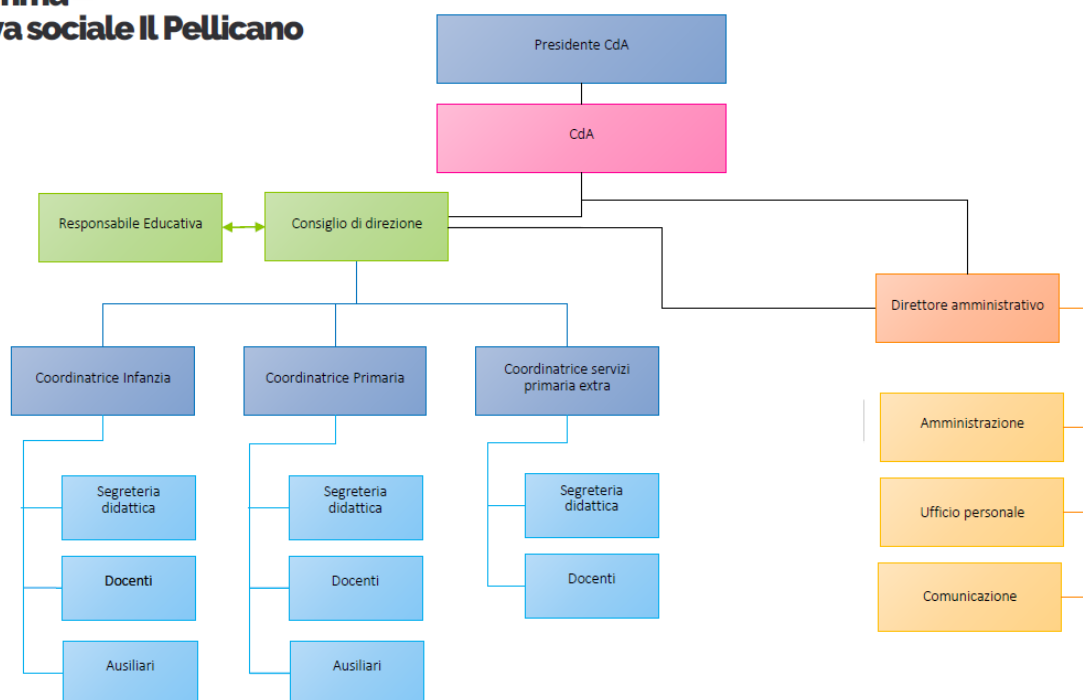 va sociale Il Pellicano
Presidente CdA
CdA
Responsabile Educativa
Consiglio di direzione
Direttore amministrativo
Coordinatrice Infanzia
Coordinatrice Primaria
Coordinatrice servizi
primaria extra
Amministrazione
Segreteria
didattica
Segreteria
didattica
Segreteria
didattica
Ufficio personale
Docenti
Docenti
Docenti
Comunicazione
Ausiliari
Ausiliari